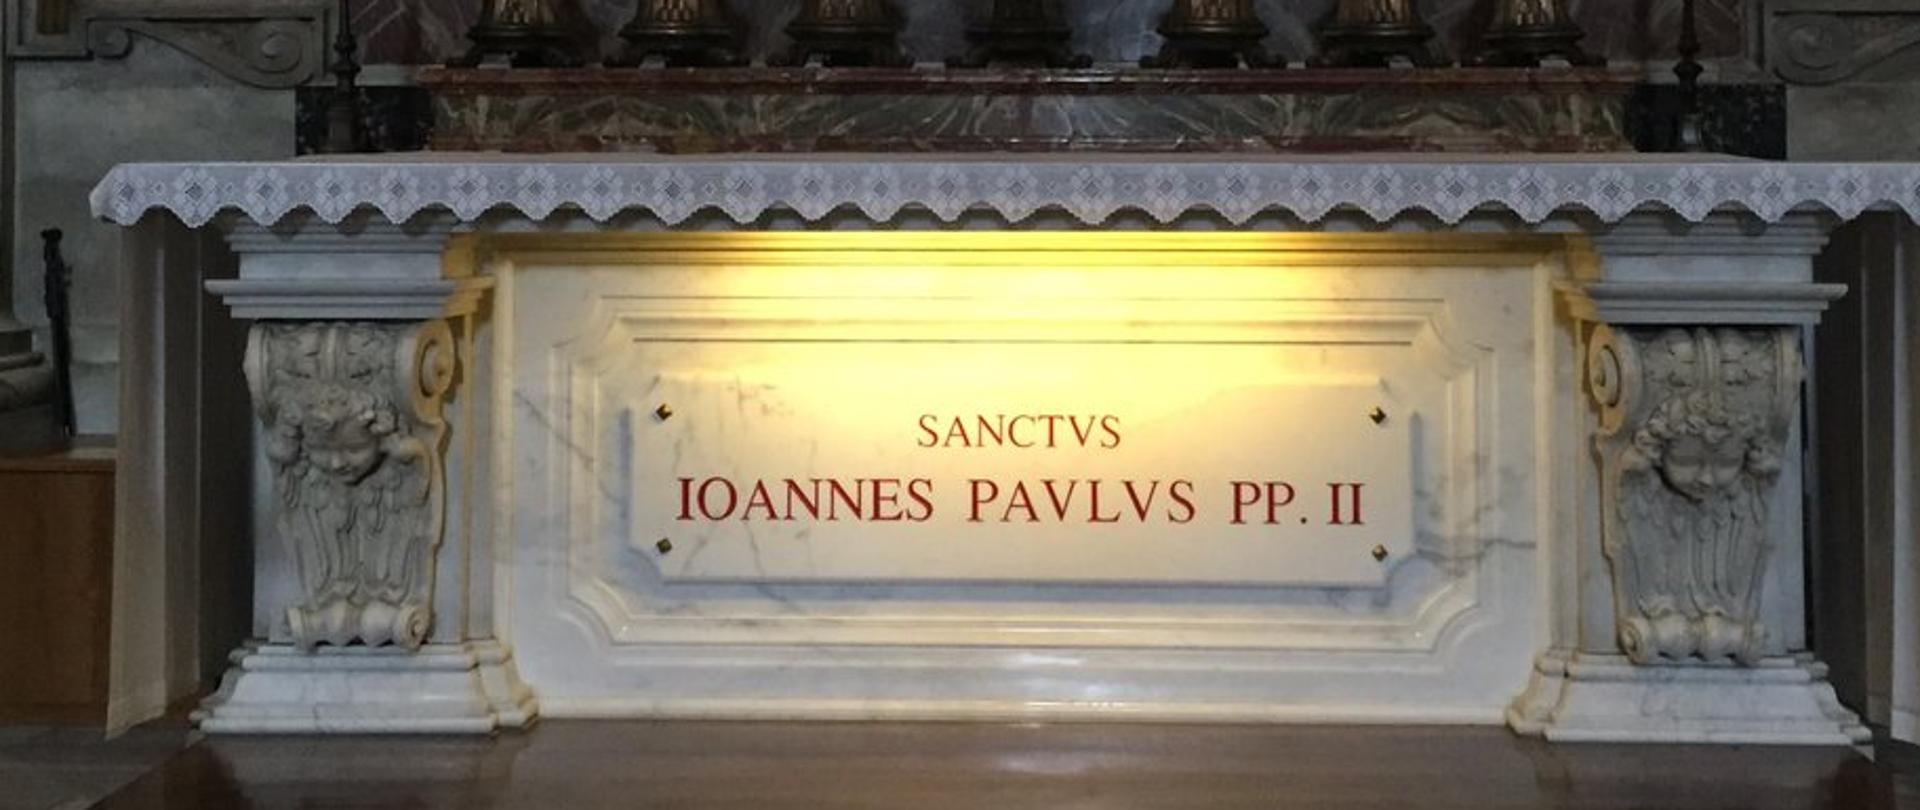 SANCTVS
IOANNES PAVLVS PP. II